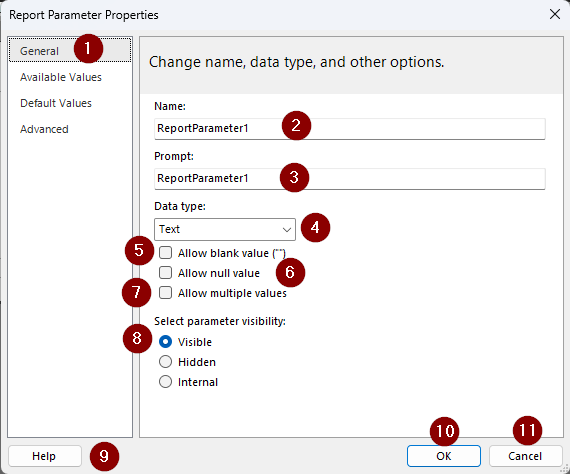 Report Parameter Properties
General 1
Available Values
Default Values
Advanced
Change name, data type, and other options.
Name:
ReportParameter1 2
Prompt:
ReportParameter1 3
Data type:
Text 4
5 Allow blank value ("")
Allow null value 6
7 Allow multiple values
Select parameter visibility:
8 Visible
Hidden
Internal
Help 9
10 OK
11 Cancel